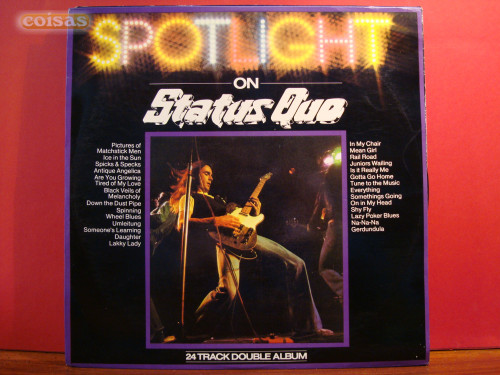 coisas
SPOTLIGHT
ON
Status Quo
Pictures of
Matchstick Men
Ice in the Sun
Spicks & Specks
Antique Angelica
Are You Growing
Tired of My Love
Black Veils of
Melancholy
Down the Dust Pipe
Spinning
Wheel Blues
Umleitung
Someone's Learning
Daughter
Lakky Lady
In My Chair
Mean Girl
Rail Road
Juniors Wailing
Is it Really Me
Gotta Go Home
Tune to the Music
Everything
Somethings Going
On in My Head
Shy Fly
Lazy Poker Blues
Na-Na-Na
Gerdundula
24 TRACK DOUBLE ALBUM